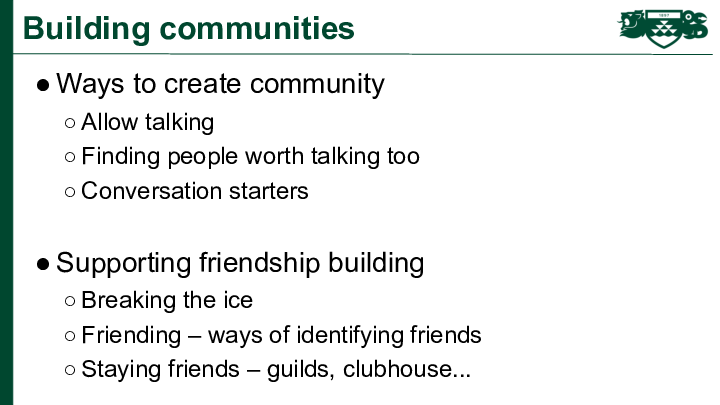 Building communities
● Ways to create community
○ Allow talking
○ Finding people worth talking too
○ Conversation starters
● Supporting friendship building
○ Breaking the ice
○ Friending – ways of identifying friends
○ Staying friends – guilds, clubhouse...